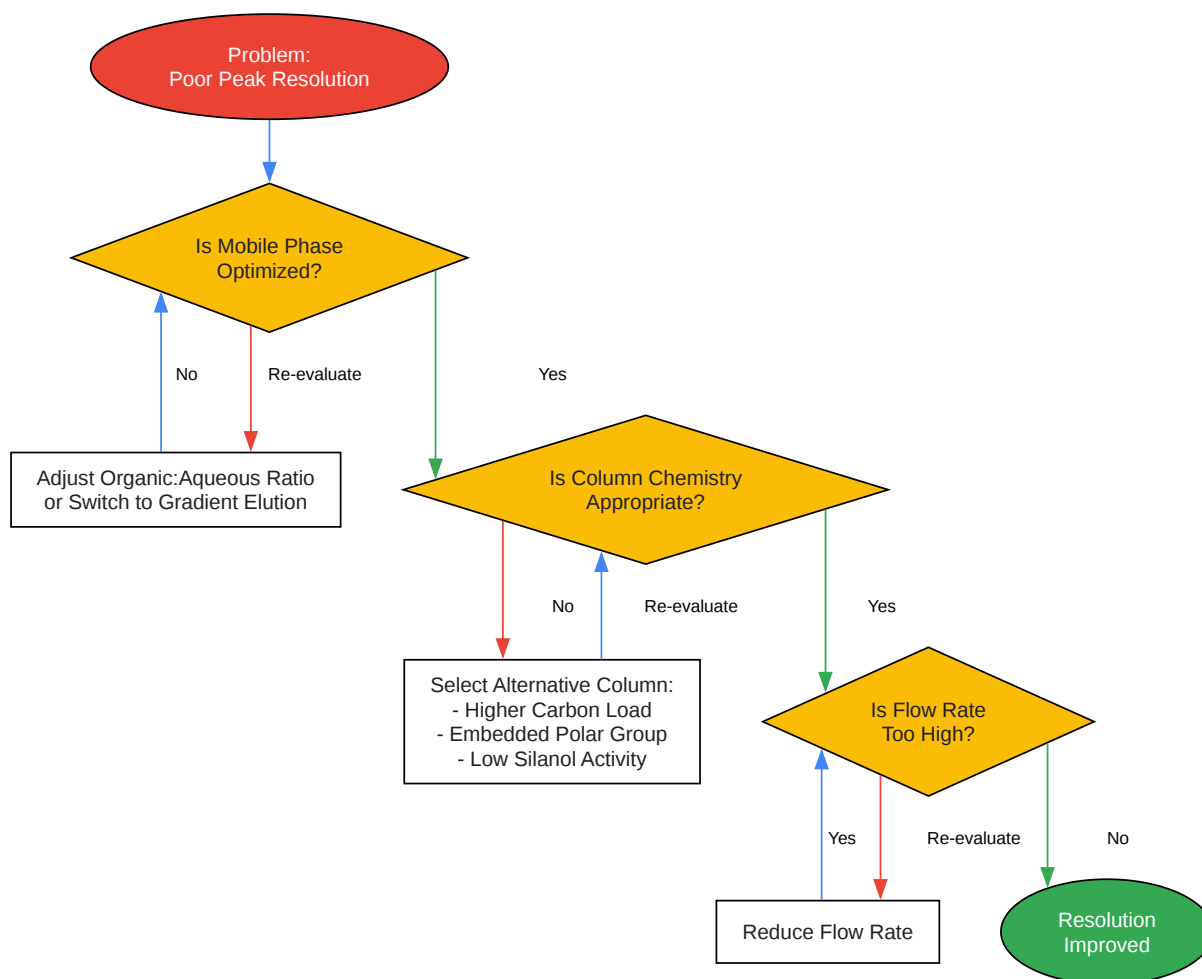 Problem:
Poor Peak Resolution
Is Mobile Phase
Optimized?
No
Re-evaluate
Yes
Adjust Organic:Aqueous Ratio
or Switch to Gradient Elution
Is Column Chemistry
Appropriate?
No
Re-evaluate
Yes
Select Alternative Column:
- Higher Carbon Load
- Embedded Polar Group
- Low Silanol Activity
Is Flow Rate
Too High?
Yes
Re-evaluate
No
Reduce Flow Rate
Resolution
Improved